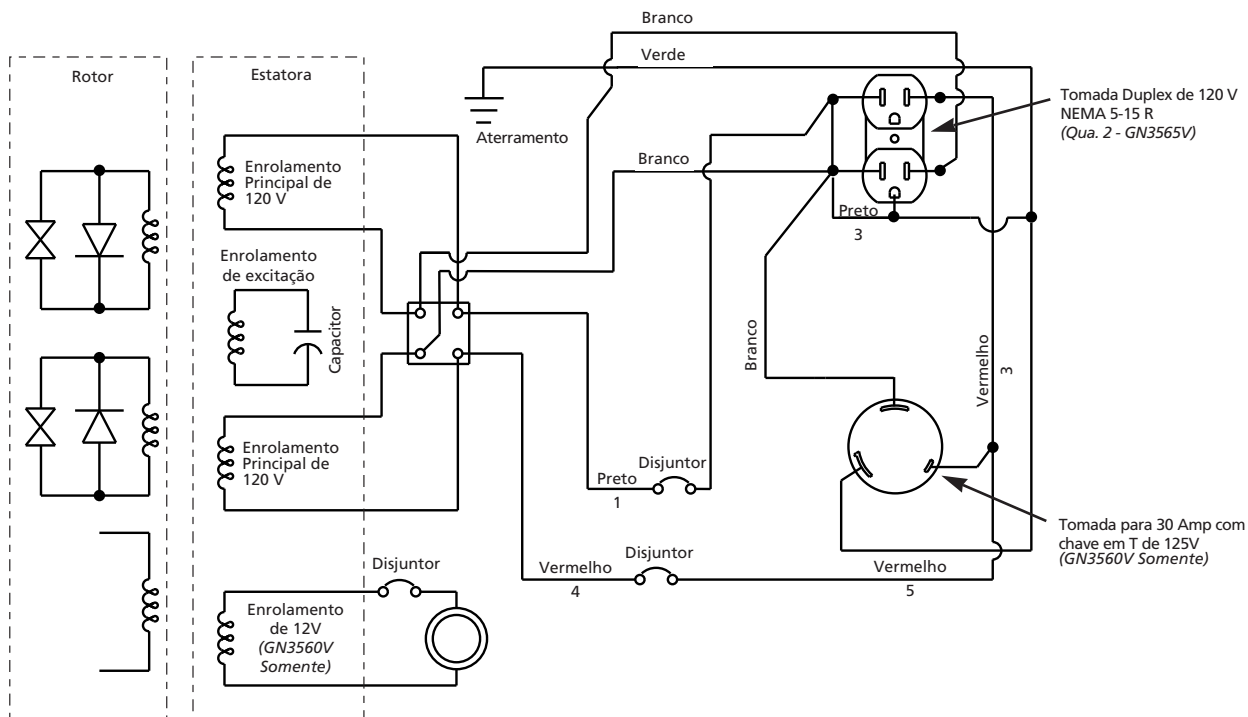 Branco
Verde
Rotor
Estatora
Aterramento
Tomada Duplex de 120 V
NEMA 5-15 R
(Qua. 2 - GN3565V)
Enrolamento
Principal de
120 V
Branco
Preto
3
Enrolamento
de excitação
Capacitor
Branco
Vermelho
3
Enrolamento
Principal de
120 V
Disjuntor
Preto
1
Tomada para 30 Amp com
chave em T de 125V
(GN3560V Somente)
Disjuntor
Disjuntor
Vermelho
4
Vermelho
5
Enrolamento
de 12V
(GN3560V
Somente)